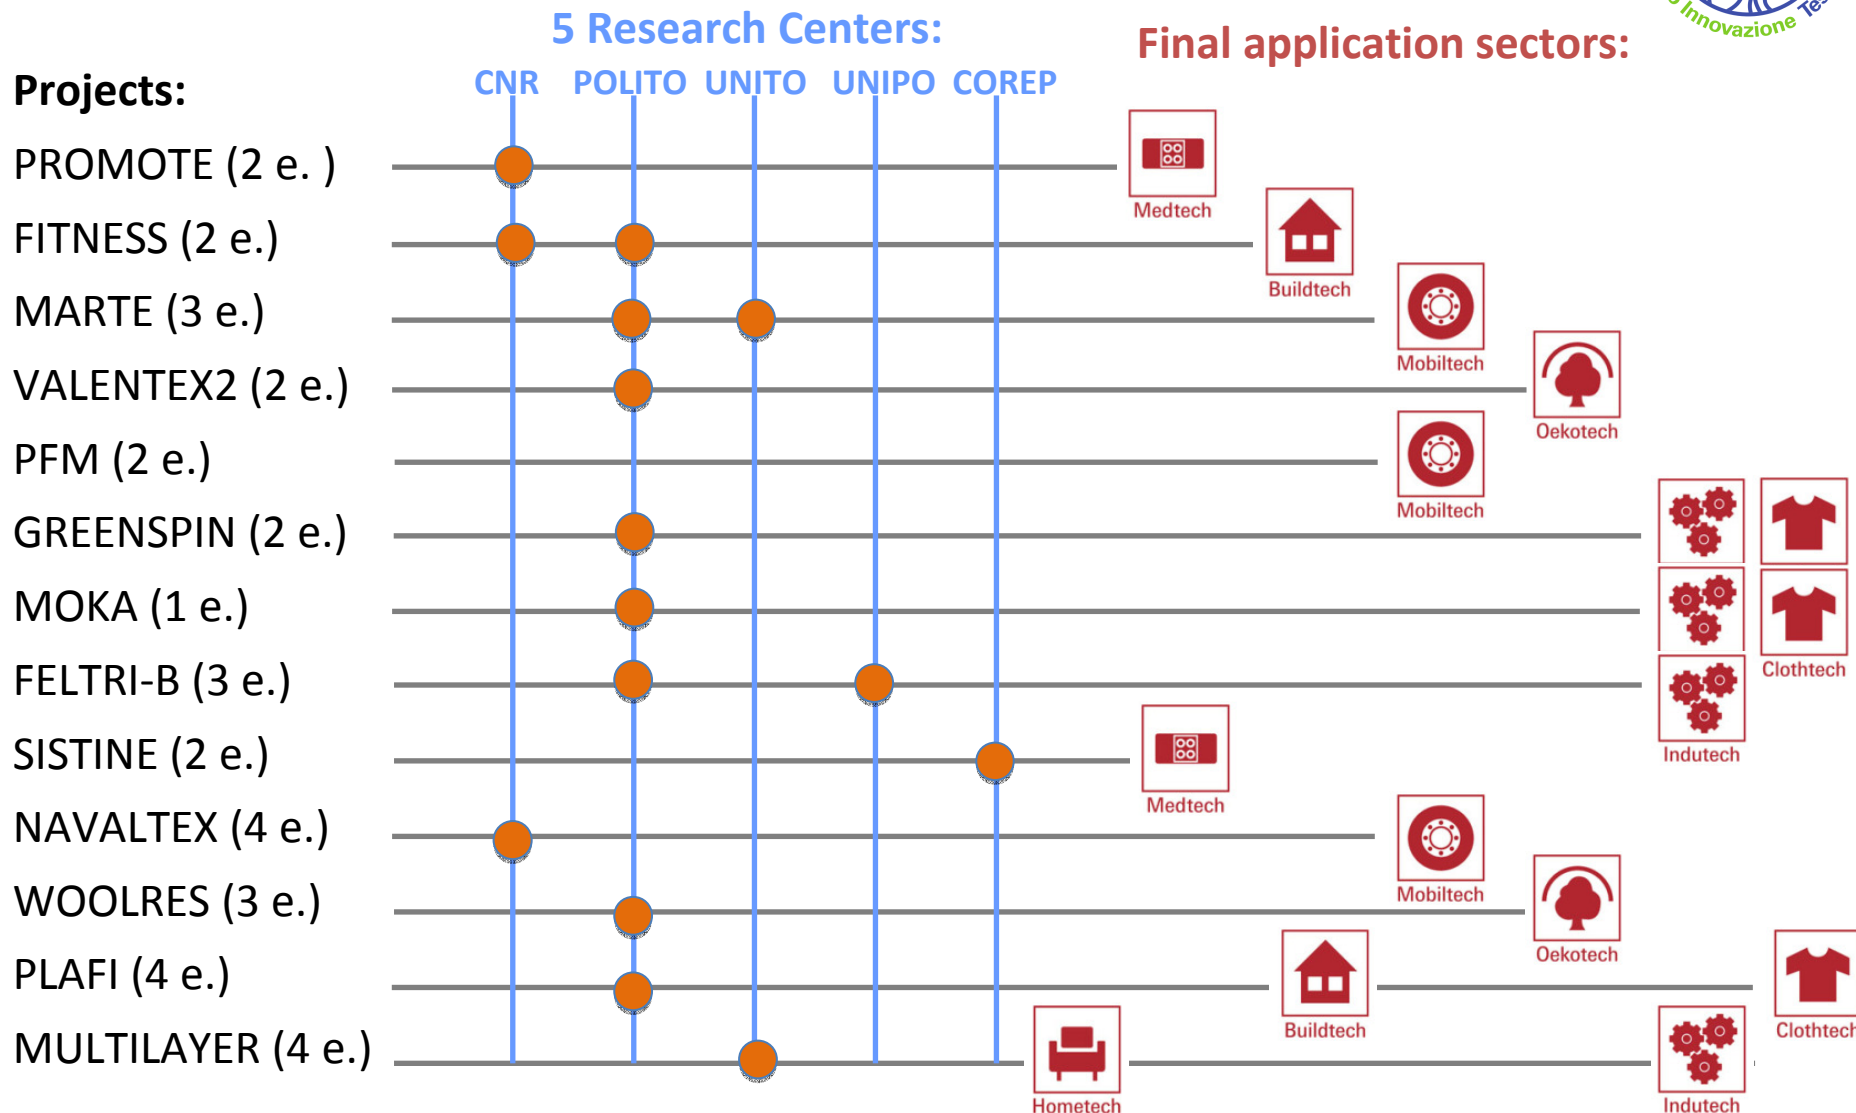 5 Research Centers:
Final application sectors:
Innovazione
Projects:
CNR POLITO UNITO UNIPO COREP
PROMOTE (2 e. )
Medtech
FITNESS (2 e.)
Buildtech
MARTE (3 e.)
Mobiltech
VALENTEX2 (2 e.)
Oekotech
PFM (2 e.)
Mobiltech
GREENSPIN (2 e.)
MOKA (1 e.)
Clothtech
FELTRI-B (3 e.)
Indutech
SISTINE (2 e.)
Medtech
NAVALTEX (4 e.)
Mobiltech
WOOLRES (3 e.)
Oekotech
PLAFI (4 e.)
Buildtech
Clothtech
MULTILAYER (4 e.)
Hometech
Indutech